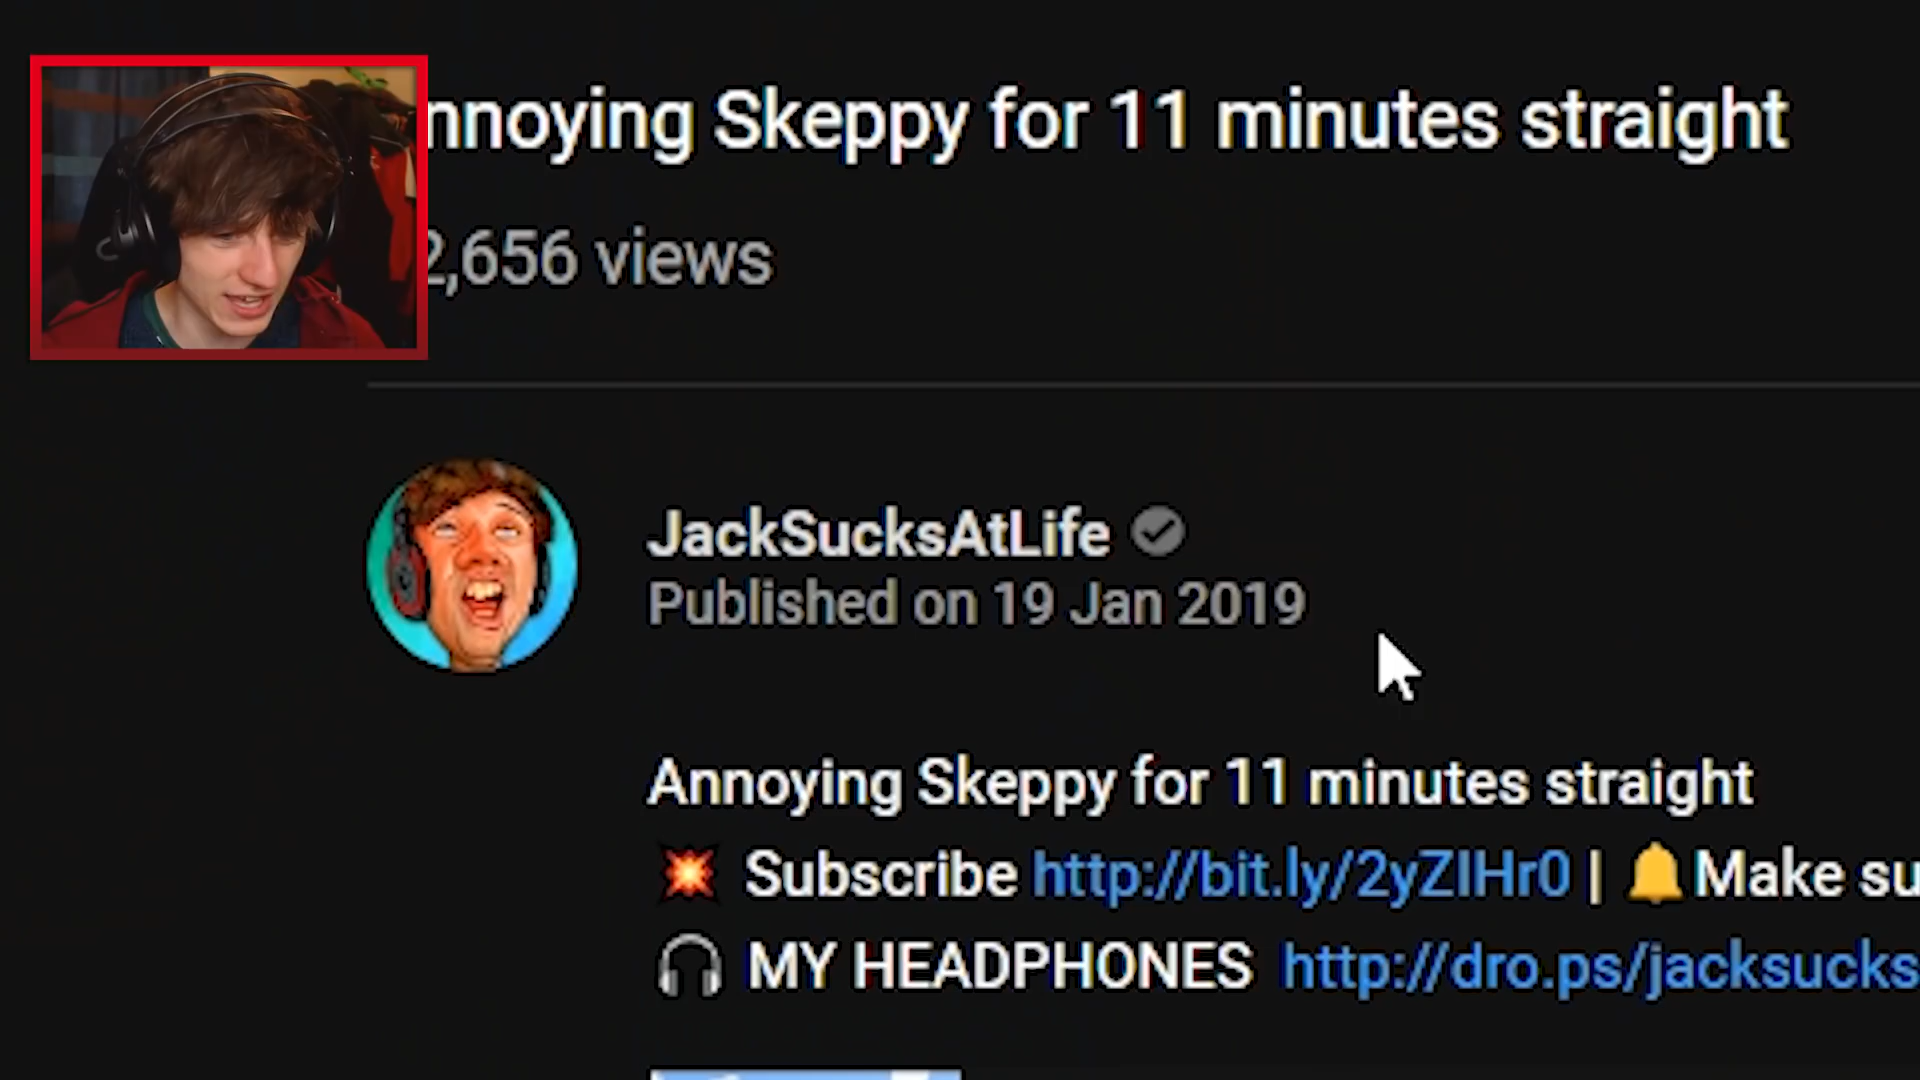 nnoying Skeppy for 11 minutes straight
2,656 views
JackSucksAtLife
Published on 19 Jan 2019
Annoying Skeppy for 11 minutes straight
💥 Subscribe http://bit.ly/2yZIHr0 | 🔔Make su
🎧 MY HEADPHONES http://dro.ps/jacksucks